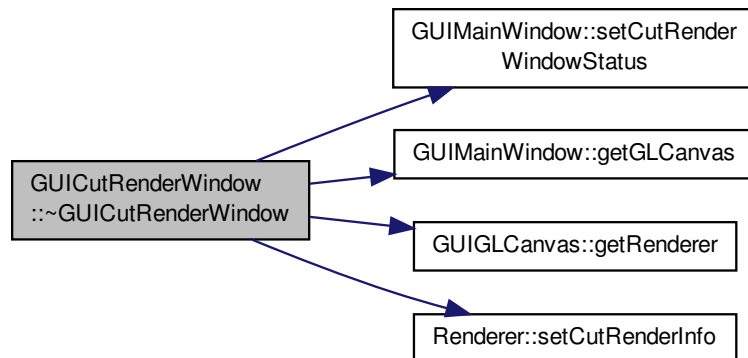 GUIMainWindow::setCutRender
WindowStatus
GUIMainWindow::getGLCanvas
GUICutRenderWindow
::~GUICutRenderWindow
GUIGLCanvas::getRenderer
Renderer::setCutRenderInfo